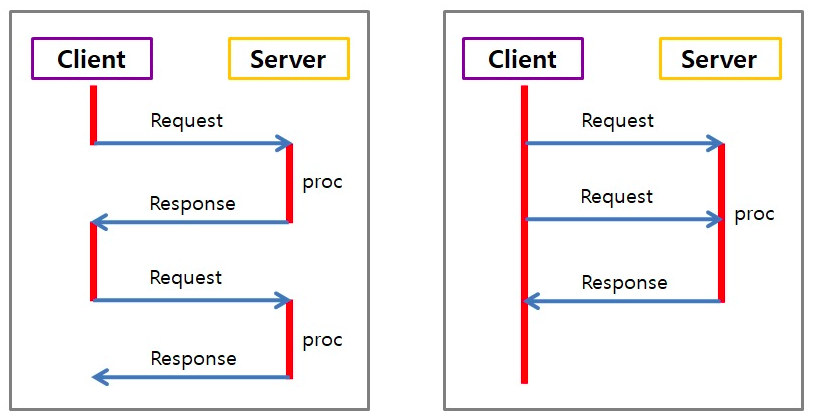 Client
Server
Request
proc
Response
Request
proc
Response
Client
Server
Request
Request
proc
Response